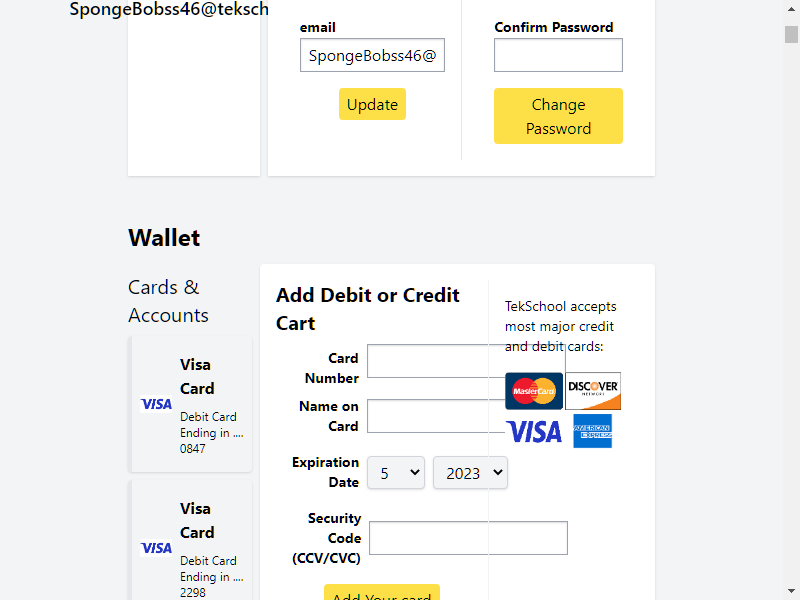 SpongeBobss46@teksch
email
SpongeBobss46@
Update
Confirm Password
Change
Password
Wallet
Cards &
Accounts
Visa
Card
VISA
Debit Card
Ending in ....
0847
Visa
Card
VISA
Debit Card
Ending in ....
2298
Add Debit or Credit
Cart
Card
Number
Name on
Card
Expiration
Date
5
2023
Security
Code
(CCV/CVC)
Add Your card
TekSchool accepts
most major credit
and debit cards:
MasterCard
DISCOVER
NETWORK
VISA
AMERICAN
EXPRESS